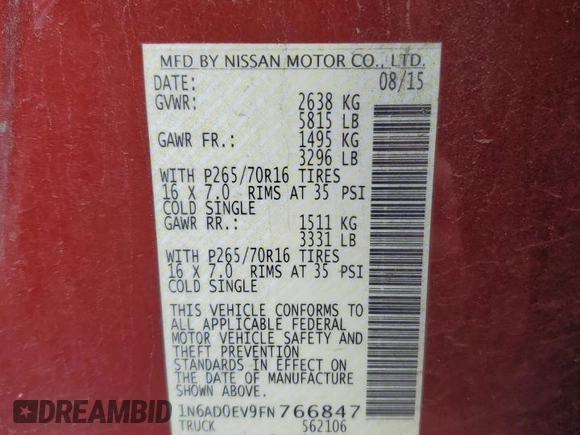 MFD BY NISSAN MOTOR CO., LTD.
DATE: 08/15
GVWR: 2638 KG
5815 LB
GAWR FR.: 1495 KG
3296 LB
WITH P265/70R16 TIRES
16 X 7.0 RIMS AT 35 PSI
COLD SINGLE
GAWR RR.: 1511 KG
3331 LB
WITH P265/70R16 TIRES
16 X 7.0 RIMS AT 35 PSI
COLD SINGLE
THIS VEHICLE CONFORMS TO
ALL APPLICABLE FEDERAL
MOTOR VEHICLE SAFETY AND
THEFT PREVENTION
STANDARDS IN EFFECT ON
THE DATE OF MANUFACTURE
SHOWN ABOVE.
1N6AD0EV9FN766847
TRUCK 562106
DREAMBID